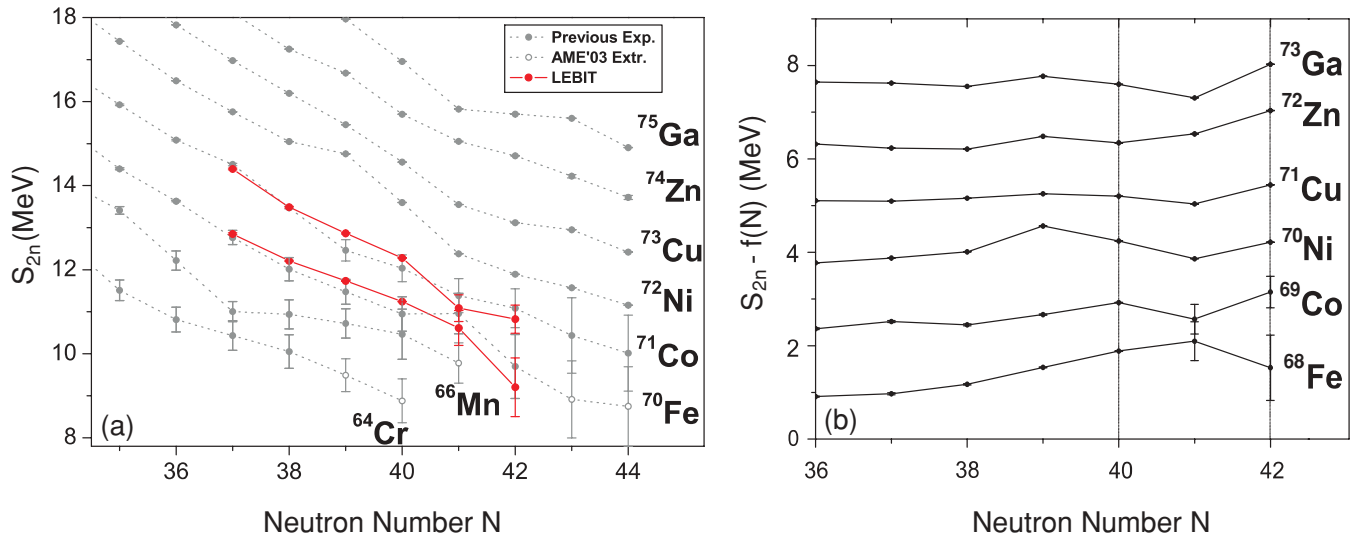 18
16
14
12
10
8
S2n (MeV)
Previous Exp.
AME'03 Extr.
LEBIT
75Ga
74Zn
73Cu
72Ni
71Co
70Fe
66Mn
64Cr
(a)
36 38 40 42 44
Neutron Number N
8
6
4
2
0
S2n - f(N) (MeV)
73Ga
72Zn
71Cu
70Ni
69Co
68Fe
(b)
36 38 40 42
Neutron Number N